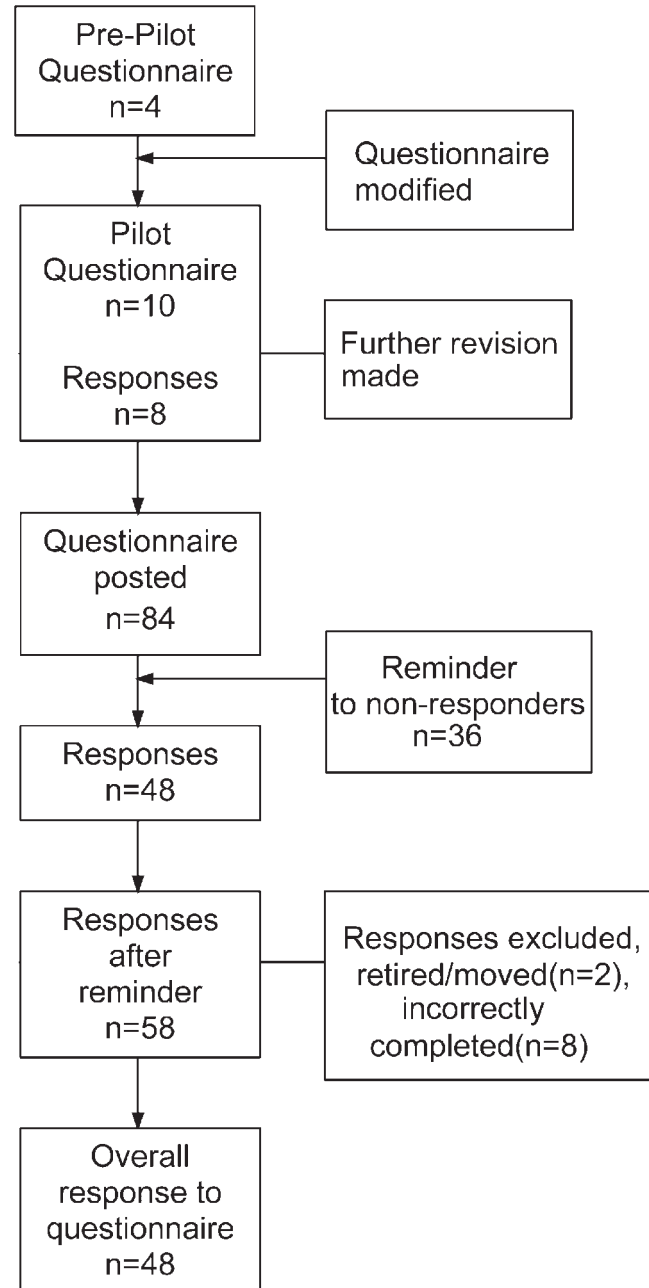 Pre-Pilot
Questionnaire
n=4
Questionnaire
modified
Pilot
Questionnaire
n=10
Responses
n=8
Further revision
made
Questionnaire
posted
n=84
Reminder
to non-responders
n=36
Responses
n=48
Responses
after
reminder
n=58
Responses excluded,
retired/moved(n=2),
incorrectly
completed(n=8)
Overall
response to
questionnaire
n=48